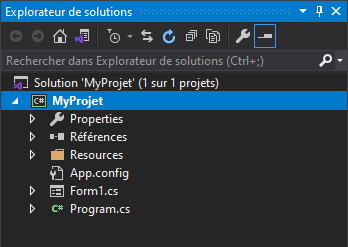 Explorateur de solutions
Rechercher dans Explorateur de solutions (Ctrl+;)
Solution 'MyProjet' (1 sur 1 projets)
C# MyProjet
Properties
Références
Resources
App.config
Form1.cs
C# Program.cs